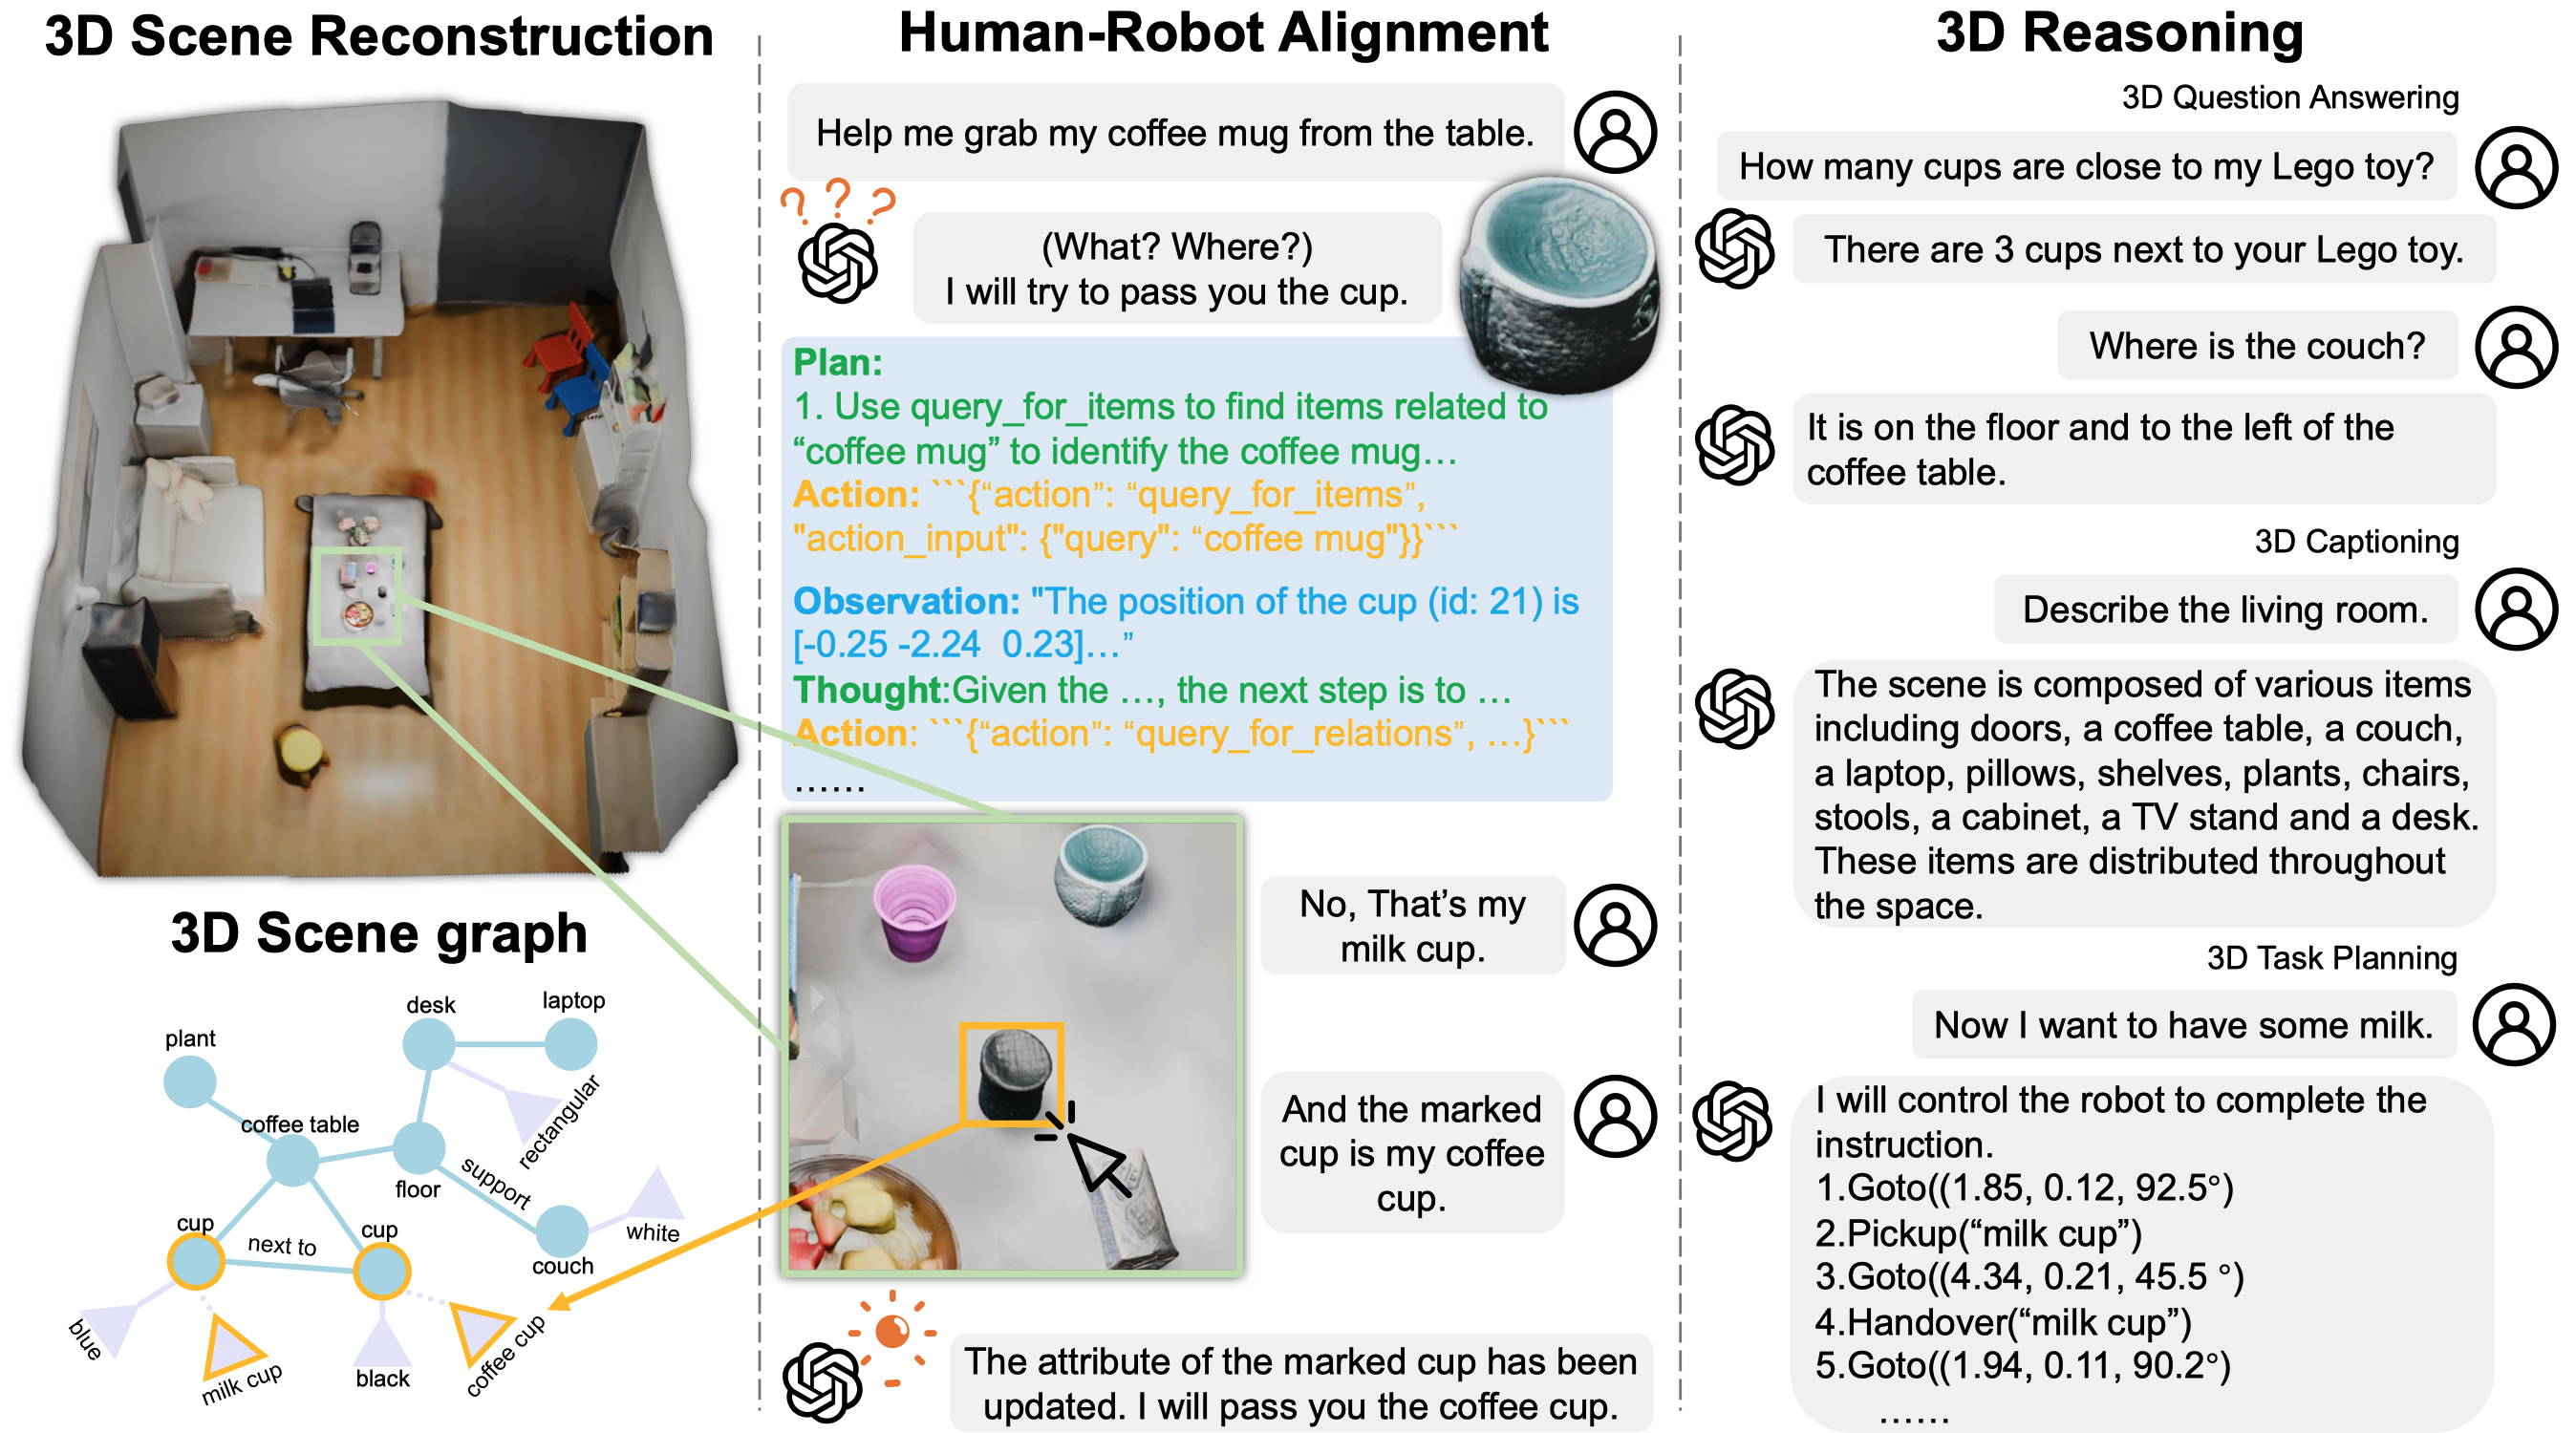 3D Scene Reconstruction
3D Scene graph
plant
desk
laptop
coffee table
rectangular
floor
support
cup
next to
cup
white
couch
blue
milk cup
black
coffee cup
Human-Robot Alignment
Help me grab my coffee mug from the table.
? ? ?
(What? Where?)
I will try to pass you the cup.
Plan:
1. Use query_for_items to find items related to
“coffee mug” to identify the coffee mug…
Action: ```{“action”: “query_for_items”,
"action_input": {"query": “coffee mug"}}```
Observation: "The position of the cup (id: 21) is
[-0.25 -2.24  0.23]…”
Thought:Given the …, the next step is to …
Action: ```{“action”: “query_for_relations”, …}```
……
No, That’s my
milk cup.
And the marked
cup is my coffee
cup.
The attribute of the marked cup has been
updated. I will pass you the coffee cup.
3D Reasoning
3D Question Answering
How many cups are close to my Lego toy?
There are 3 cups next to your Lego toy.
Where is the couch?
It is on the floor and to the left of the
coffee table.
3D Captioning
Describe the living room.
The scene is composed of various items
including doors, a coffee table, a couch,
a laptop, pillows, shelves, plants, chairs,
stools, a cabinet, a TV stand and a desk.
These items are distributed throughout
the space.
3D Task Planning
Now I want to have some milk.
I will control the robot to complete the
instruction.
1.Goto((1.85, 0.12, 92.5°)
2.Pickup(“milk cup”)
3.Goto((4.34, 0.21, 45.5 °)
4.Handover(“milk cup”)
5.Goto((1.94, 0.11, 90.2°)
……